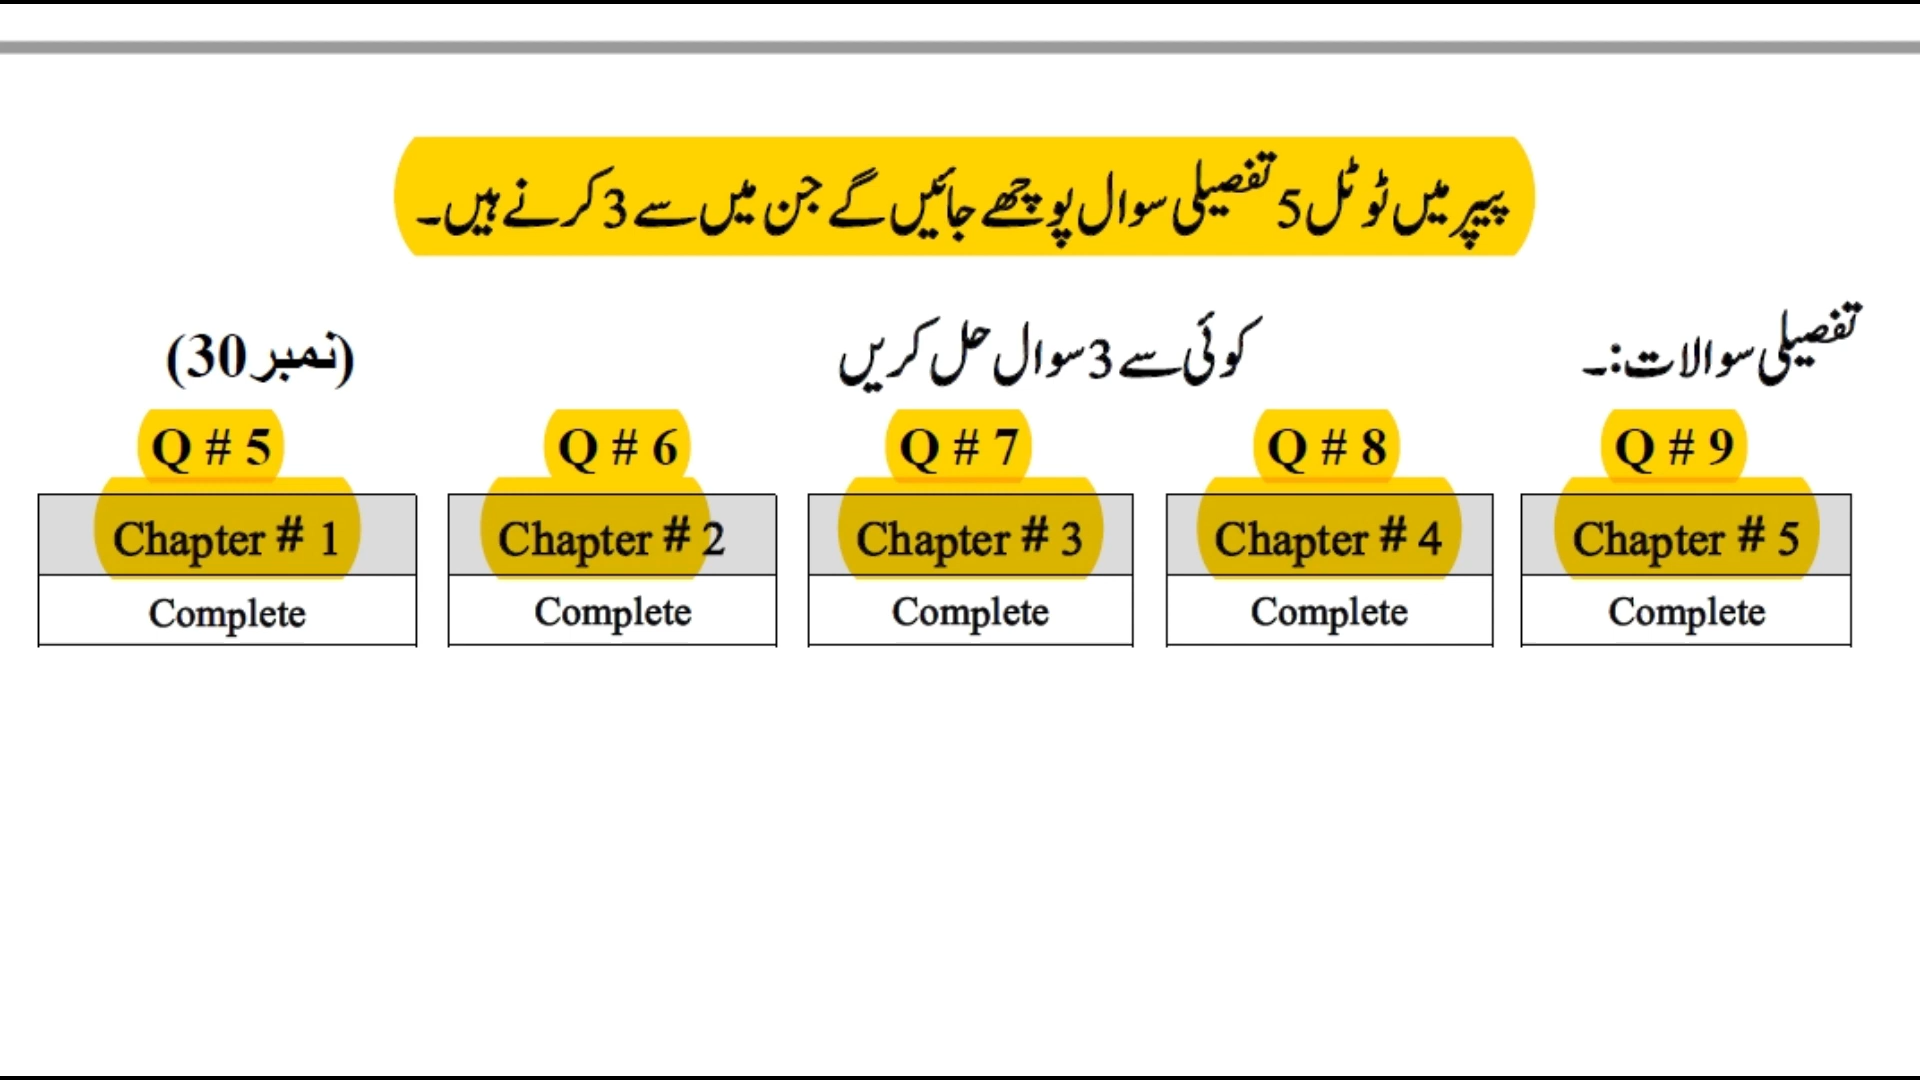 پیپر میں ٹوٹل 5 تفصیلی سوال پوچھے جائیں گے جن میں سے 3 کرنے ہیں۔
تفصیلی سوالات:۔ کوئی سے 3 سوال حل کریں (نمبر 30)
Q # 5 Q # 6 Q # 7 Q # 8 Q # 9
Chapter # 1 Chapter # 2 Chapter # 3 Chapter # 4 Chapter # 5
Complete Complete Complete Complete Complete